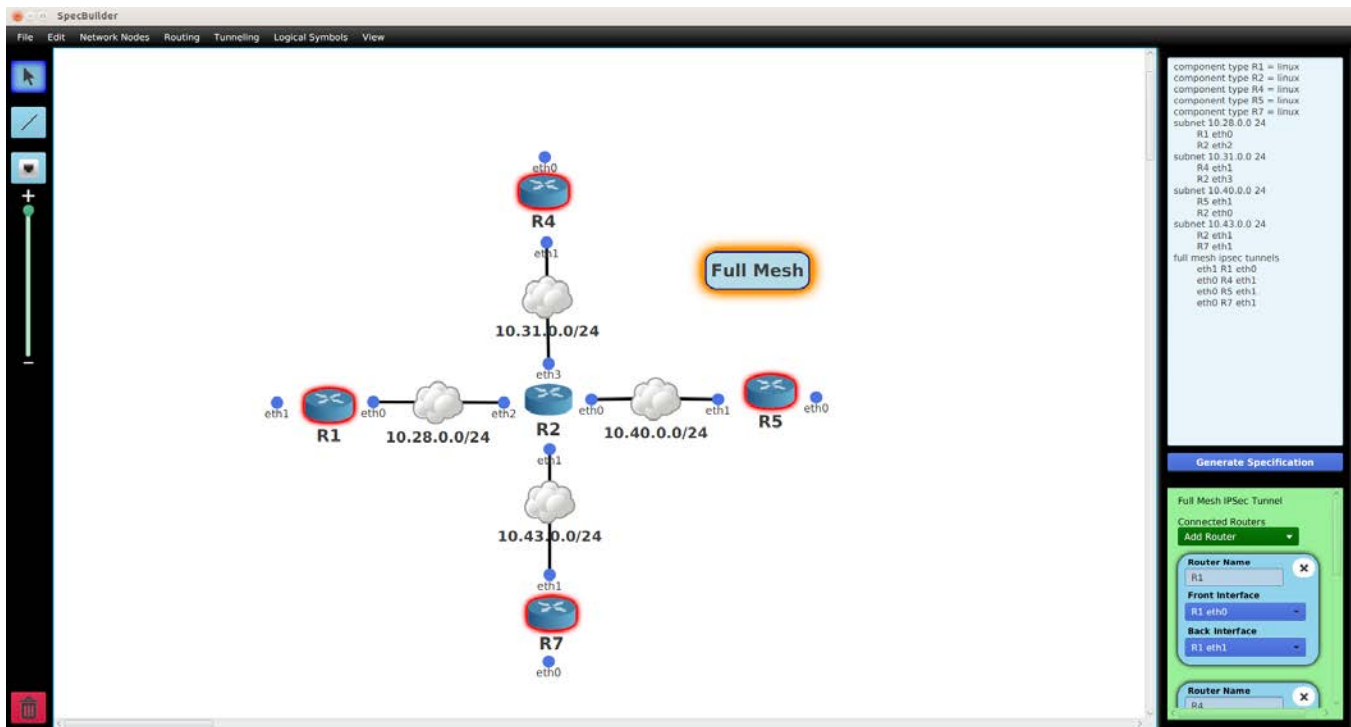 SpecBuilder
File Edit Network Nodes Routing Tunneling Logical Symbols View
eth0
R4
eth1
10.31.0.0/24
Full Mesh
eth3
eth1
R1
eth0
10.28.0.0/24
eth2
R2
eth0
10.40.0.0/24
eth1
R5
eth0
eth1
10.43.0.0/24
eth1
R7
eth0
component type R1 = linux
component type R2 = linux
component type R4 = linux
component type R5 = linux
component type R7 = linux
subnet 10.28.0.0 24
R1 eth0
R2 eth2
subnet 10.31.0.0 24
R4 eth1
R2 eth3
subnet 10.40.0.0 24
R5 eth1
R2 eth0
subnet 10.43.0.0 24
R2 eth1
R7 eth1
full mesh ipsec tunnels
eth1 R1 eth0
eth0 R4 eth1
eth0 R5 eth1
eth0 R7 eth1
Generate Specification
Full Mesh IPSec Tunnel
Connected Routers
Add Router
Router Name
R1
Front Interface
R1 eth0
Back Interface
R1 eth1
Router Name
R4